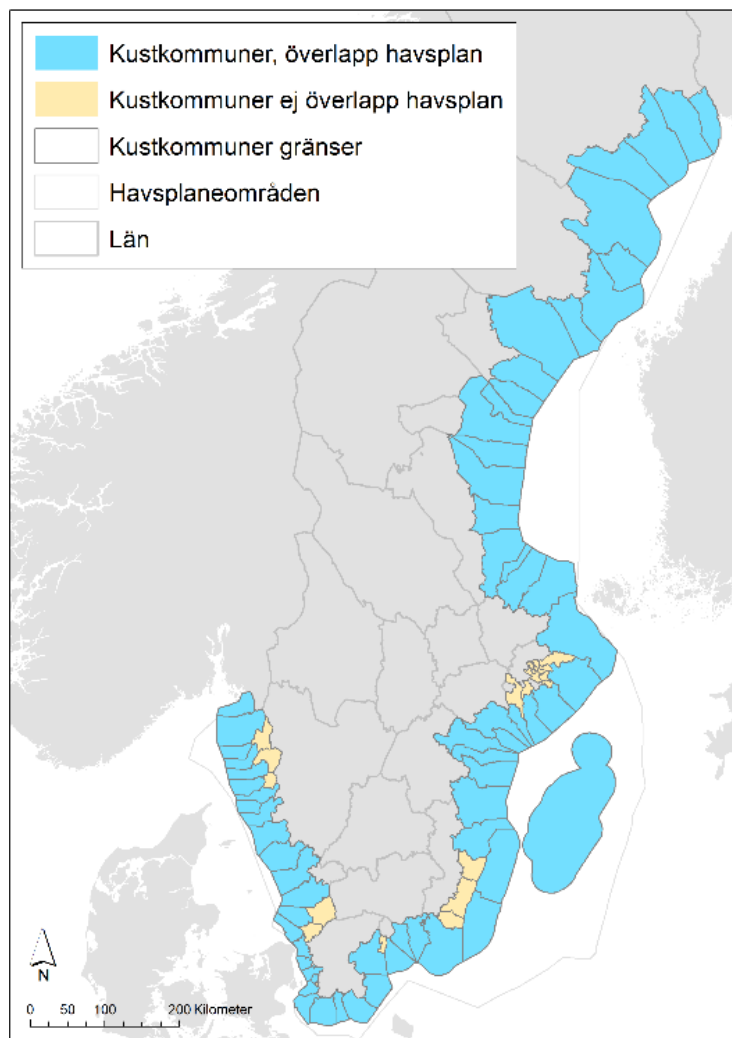 Kustkommuner, överlapp havsplan
Kustkommuner ej överlapp havsplan
Kustkommuner gränser
Havsplaneområden
Län
N
0 50 100 200 Kilometer